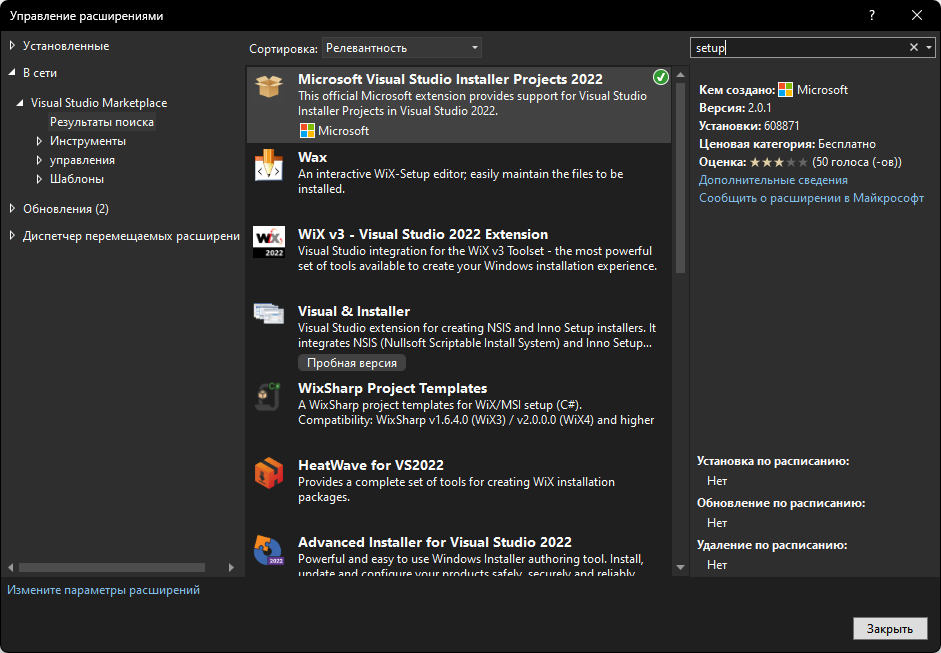 Управление расширениями
?
Установленные
В сети
Visual Studio Marketplace
Результаты поиска
Инструменты
управления
Шаблоны
Обновления (2)
Диспетчер перемещаемых расширени
Измените параметры расширений
Сортировка: Релевантность
Microsoft Visual Studio Installer Projects 2022
This official Microsoft extension provides support for Visual Studio
Installer Projects in Visual Studio 2022.
Microsoft
Wax
An interactive WiX-Setup editor; easily maintain the files to be
installed.
WiX
2022
WiX v3 - Visual Studio 2022 Extension
Visual Studio integration for the WiX v3 Toolset - the most powerful
set of tools available to create your Windows installation experience.
Visual & Installer
Visual Studio extension for creating NSIS and Inno Setup installers. It
integrates NSIS (Nullsoft Scriptable Install System) and Inno Setup...
Пробная версия
WixSharp Project Templates
A WixSharp project templates for WiX/MSI setup (C#).
Compatibility: WixSharp v1.6.4.0 (WiX3) / v2.0.0.0 (WiX4) and higher
HeatWave for VS2022
Provides a complete set of tools for creating WiX installation
packages.
2022
Advanced Installer for Visual Studio 2022
Powerful and easy to use Windows Installer authoring tool. Install,
update and configure your products safely, securely and reliably.
setup
Кем создано: Microsoft
Версия: 2.0.1
Установки: 608871
Ценовая категория: Бесплатно
Оценка: (50 голоса (-ов))
Дополнительные сведения
Сообщить о расширении в Майкрософт
Установка по расписанию:
Нет
Обновление по расписанию:
Нет
Удаление по расписанию:
Нет
Закрыть